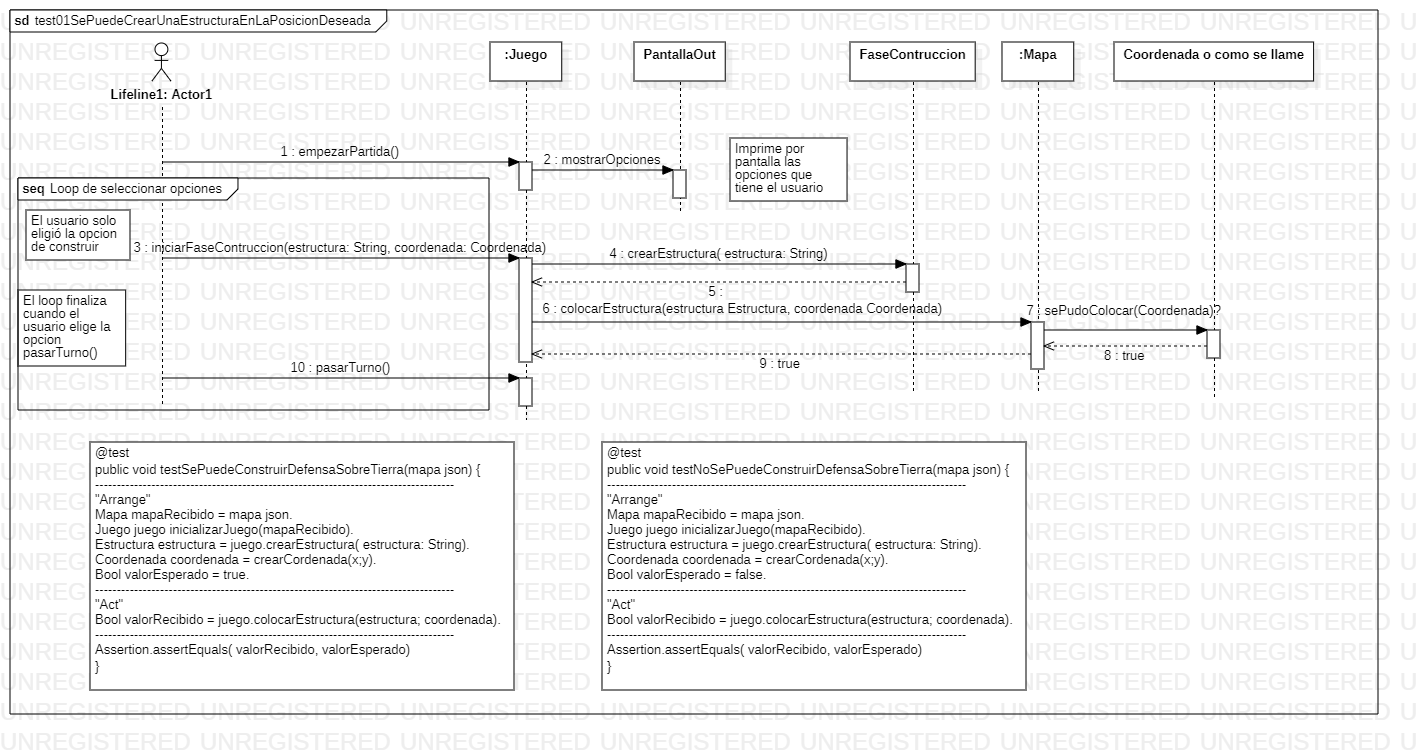 sd test01SePuedeCrearUnaEstructuraEnLaPosicionDeseada
Lifeline1: Actor1
:Juego
PantallaOut
FaseContruccion
:Mapa
Coordenada o como se llame
1 : empezarPartida()
2 : mostrarOpciones
Imprime por
pantalla las
opciones que
tiene el usuario
seq Loop de seleccionar opciones
El usuario solo
eligió la opcion
de construir
3 : iniciarFaseContruccion(estructura: String, coordenada: Coordenada)
4 : crearEstructura( estructura: String)
5 :
El loop finaliza
cuando el
usuario elige la
opcion
pasarTurno()
6 : colocarEstructura(estructura Estructura, coordenada Coordenada)
7 : sePudoColocar(Coordenada)?
8 : true
9 : true
10 : pasarTurno()
@test
public void testSePuedeConstruirDefensaSobreTierra(mapa json) {
------------------------------------------------------------------------------------------
"Arrange"
Mapa mapaRecibido = mapa json.
Juego juego inicializarJuego(mapaRecibido).
Estructura estructura = juego.crearEstructura( estructura: String).
Coordenada coordenada = crearCordenada(x;y).
Bool valorEsperado = true.
------------------------------------------------------------------------------------------
"Act"
Bool valorRecibido = juego.colocarEstructura(estructura; coordenada).
------------------------------------------------------------------------------------------
Assertion.assertEquals( valorRecibido, valorEsperado)
}
@test
public void testNoSePuedeConstruirDefensaSobreTierra(mapa json) {
------------------------------------------------------------------------------------------
"Arrange"
Mapa mapaRecibido = mapa json.
Juego juego inicializarJuego(mapaRecibido).
Estructura estructura = juego.crearEstructura( estructura: String).
Coordenada coordenada = crearCordenada(x;y).
Bool valorEsperado = false.
------------------------------------------------------------------------------------------
"Act"
Bool valorRecibido = juego.colocarEstructura(estructura; coordenada).
------------------------------------------------------------------------------------------
Assertion.assertEquals( valorRecibido, valorEsperado)
}
UNREGISTERED